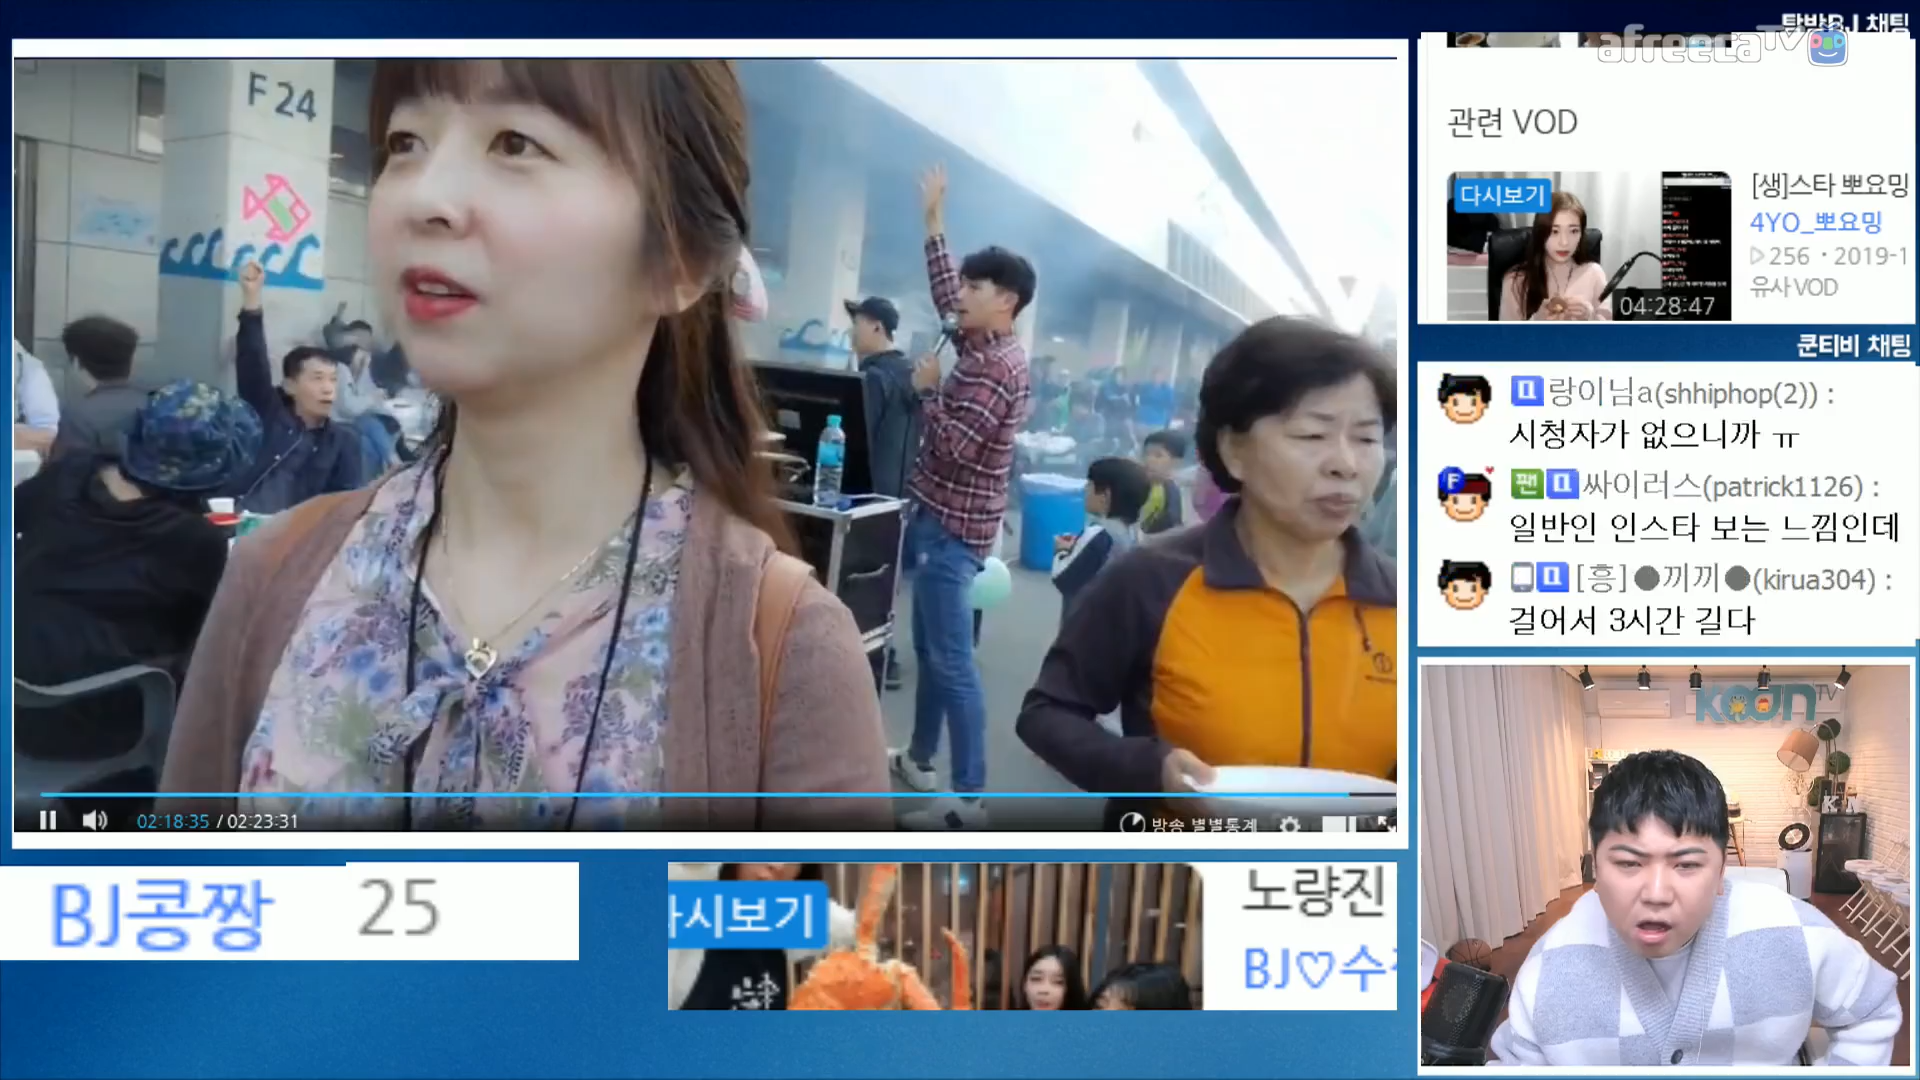 탐방BJ 채팅
afreecaTV
F 24
관련 VOD
다시보기
04:28:47
[생]스타 뽀요밍
4YO_뽀요밍
256 · 2019-1
유사 VOD
쿤티비 채팅
랑이님a(shhiphop(2)) :
시청자가 없으니까 ㅠ
팬 싸이러스(patrick1126) :
일반인 인스타 보는 느낌인데
[흥]●끼끼●(kirua304) :
걸어서 3시간 길다
02:18:35 / 02:23:31
방송 별별통계
BJ콩짱
25
다시보기
노량진
BJ♡수
KOON TV
K N